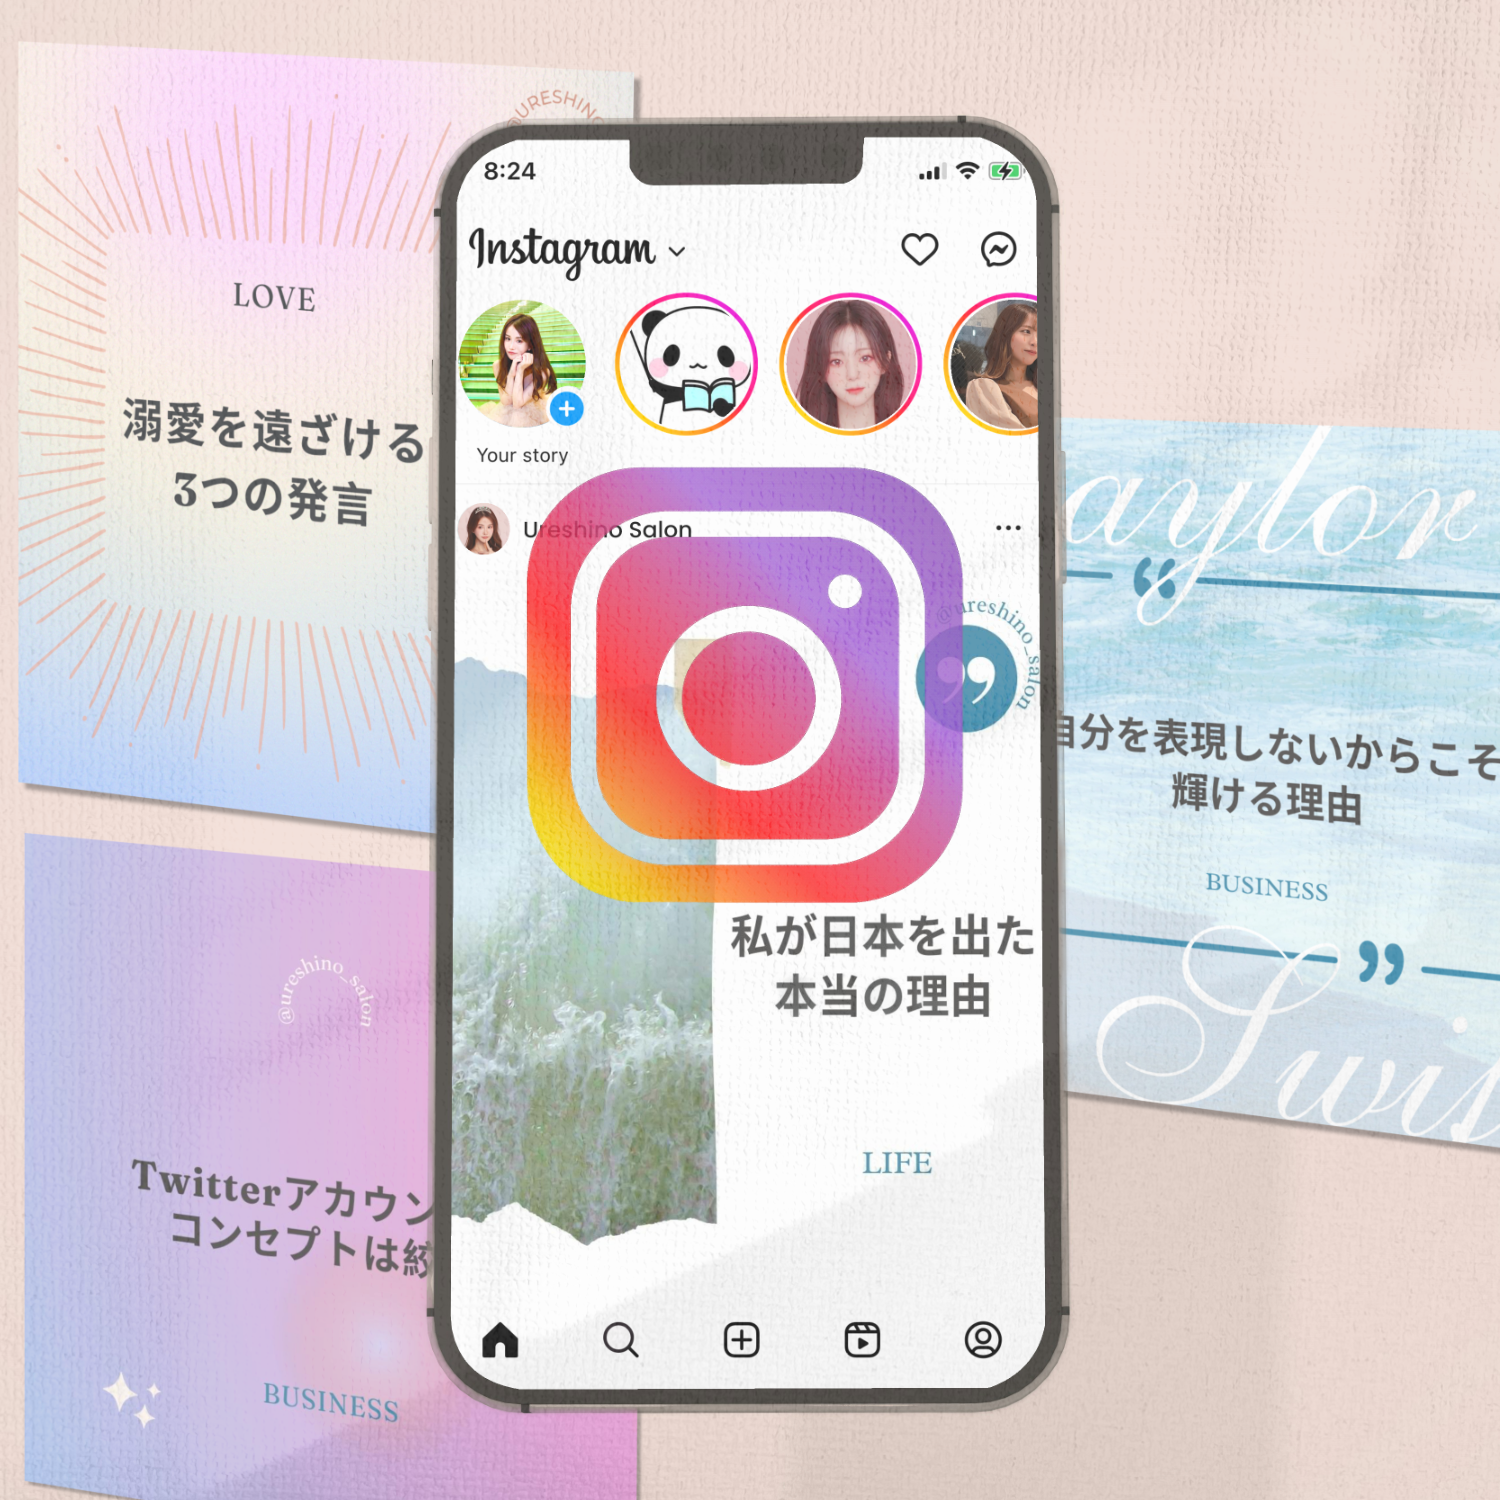 @URESHINO
LOVE
溺愛を遠ざける
3つの発言
@ureshino_salon
Twitterアカウン
コンセプトは絞
BUSINESS
8:24
Instagram
Your story
Ureshino Salon
@ureshino_salon
私が日本を出た
本当の理由
LIFE
aylor
“
自分を表現しないからこそ
輝ける理由
BUSINESS
”
Swif